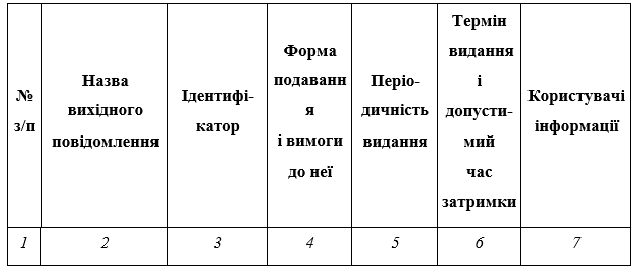 №
з/п
Назва
вихідного
повідомлення
Ідентифі-
катор
Форма
подаванн
я
і вимоги
до неї
Періо-
дичність
видання
Термін
видання
і
допусти-
мий
час
затримки
Користувачі
інформації
1 2 3 4 5 6 7